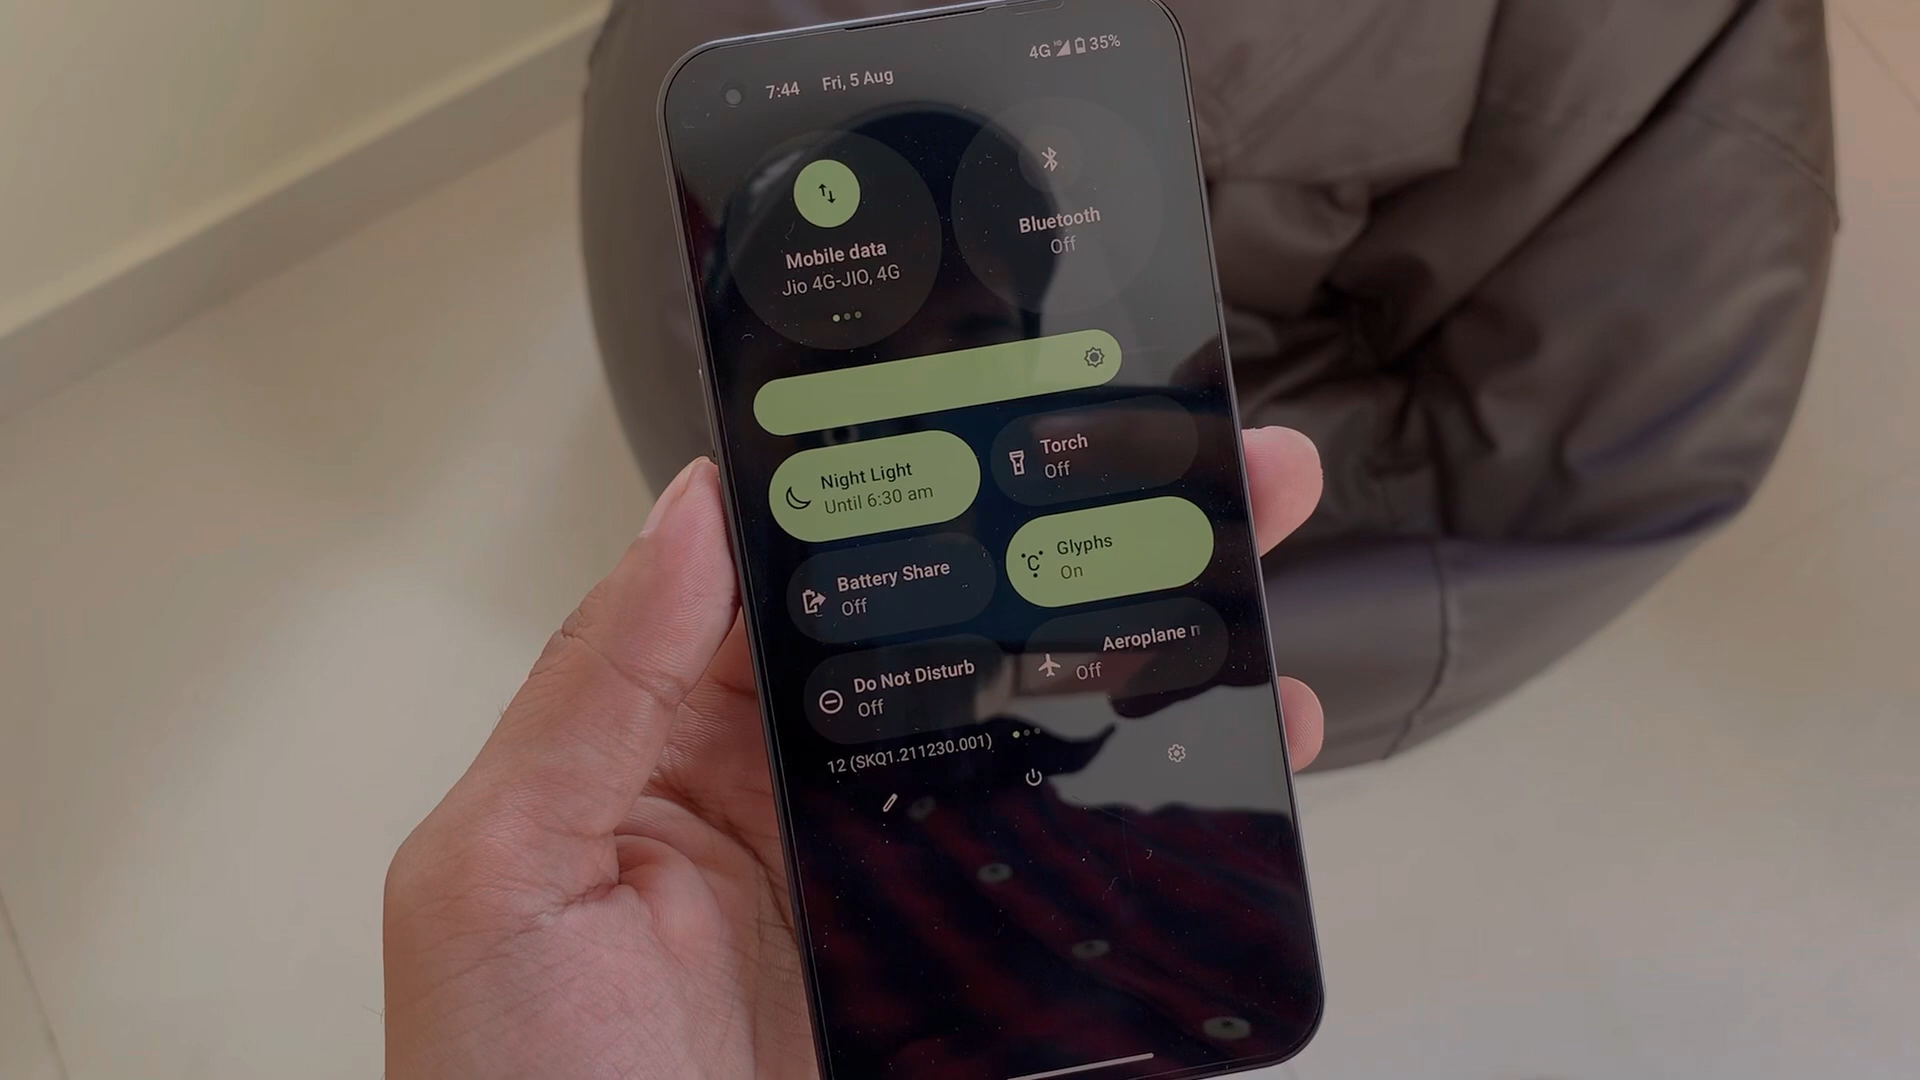 7:44 Fri, 5 Aug 4G 35%
Mobile data
Jio 4G-JIO, 4G
Bluetooth
Off
Night Light
Until 6:30 am
Torch
Off
Battery Share
Off
Glyphs
On
Do Not Disturb
Off
Aeroplane
Off
12 (SKQ1.211230.001)